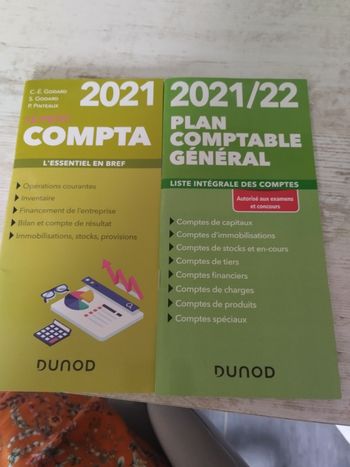 C.-É. GODARD
S. GODARD
P. PINTEAUX
2021
COMPTA
L'ESSENTIEL EN BREF
Opérations courantes
Inventaire
Financement de l'entreprise
Bilan et compte de résultat
Immobilisations, stocks, provisions
DUNOD
2021/22
PLAN
COMPTABLE
GÉNÉRAL
LISTE INTÉGRALE DES COMPTES
Autorisé aux examens
et concours
Comptes de capitaux
Comptes d'immobilisations
Comptes de stocks et en-cours
Comptes de tiers
Comptes financiers
Comptes de charges
Comptes de produits
Comptes spéciaux
DUNOD